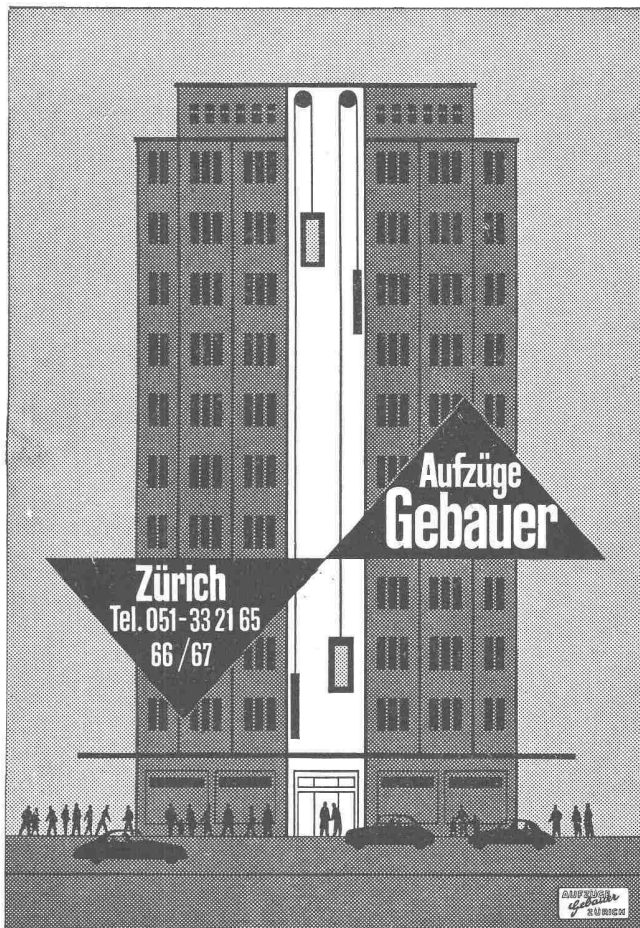 Aufzüge
Gebauer
Zürich
Tel. 051-33 21 65
66/67
AUFZÜGE
Gebauer
ZÜRICH